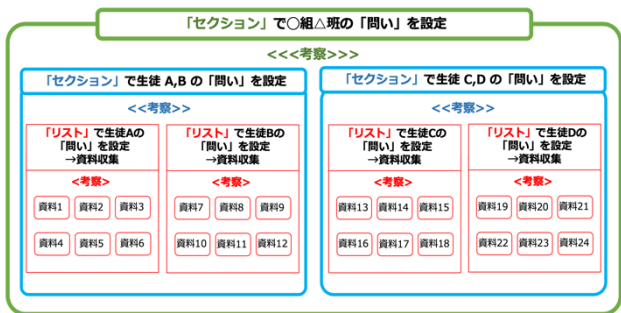 「セクション」で○組△班の「問い」を設定
<<<考察>>>
「セクション」で生徒 A,B の「問い」を設定
<<考察>>
「リスト」で生徒Aの
「問い」を設定
→資料収集
<考察>
資料1 資料2 資料3
資料4 資料5 資料6
「リスト」で生徒Bの
「問い」を設定
→資料収集
<考察>
資料7 資料8 資料9
資料10 資料11 資料12
「セクション」で生徒 C,D の「問い」を設定
<<考察>>
「リスト」で生徒Cの
「問い」を設定
→資料収集
<考察>
資料13 資料14 資料15
資料16 資料17 資料18
「リスト」で生徒Dの
「問い」を設定
→資料収集
<考察>
資料19 資料20 資料21
資料22 資料23 資料24